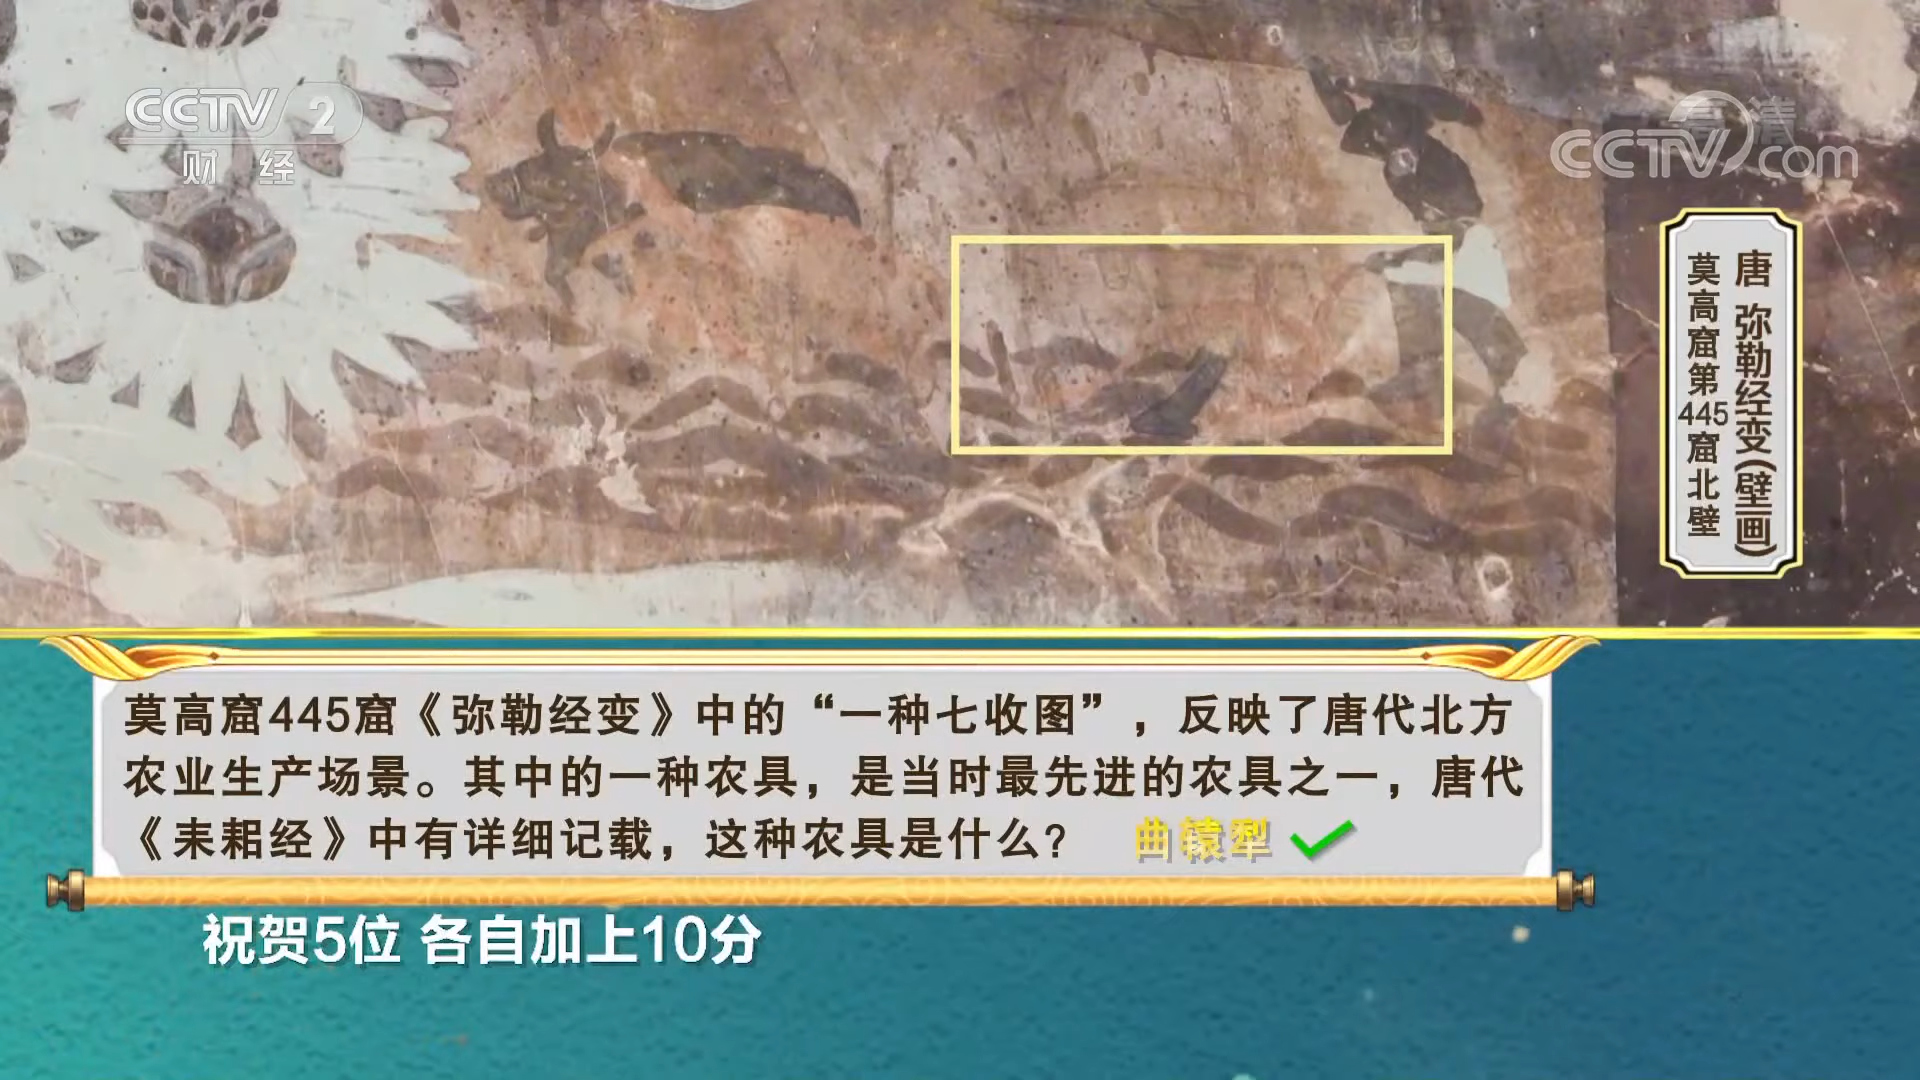 CCTV 2
财 经
高清
CCTV.com
唐 弥勒经变(壁画)
莫高窟第445窟北壁
莫高窟445窟《弥勒经变》中的“一种七收图”，反映了唐代北方
农业生产场景。其中的一种农具，是当时最先进的农具之一，唐代
《耒耜经》中有详细记载，这种农具是什么？ 曲辕犁
祝贺5位 各自加上10分